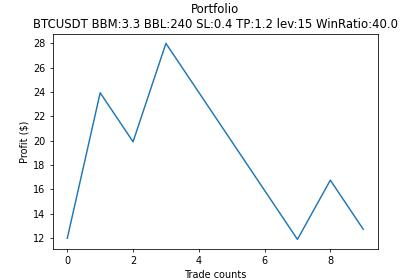 Portfolio
BTCUSDT BBM:3.3 BBL:240 SL:0.4 TP:1.2 lev:15 WinRatio:40.0
28
26
24
22
20
18
16
14
12
Profit ($)
0 2 4 6 8
Trade counts